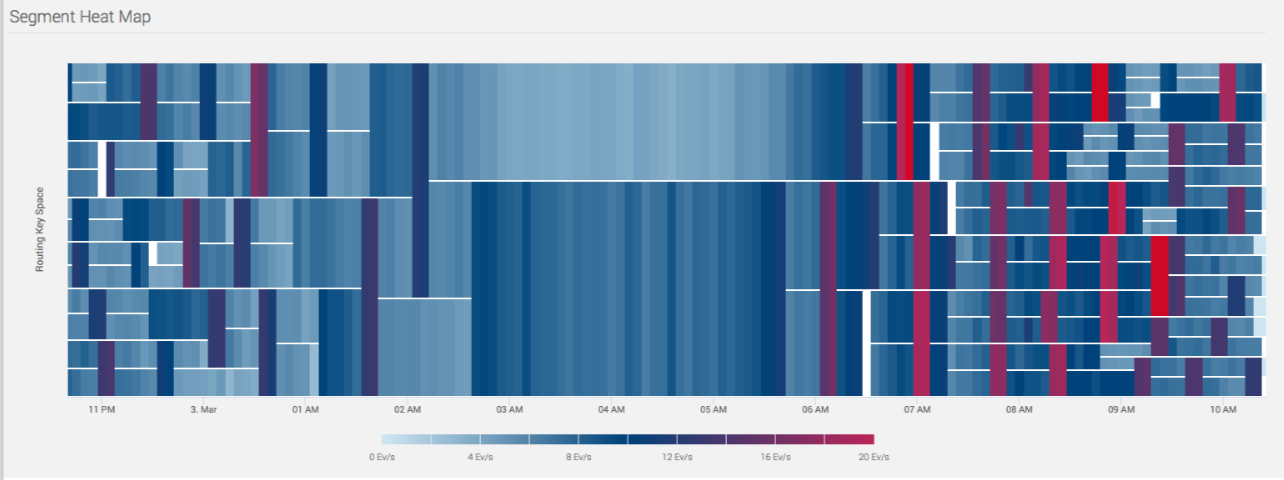 Segment Heat Map
Routing Key Space
11 PM
3. Mar
01 AM
02 AM
03 AM
04 AM
05 AM
06 AM
07 AM
08 AM
09 AM
10 AM
0 Ev/s
4 Ev/s
8 Ev/s
12 Ev/s
16 Ev/s
20 Ev/s